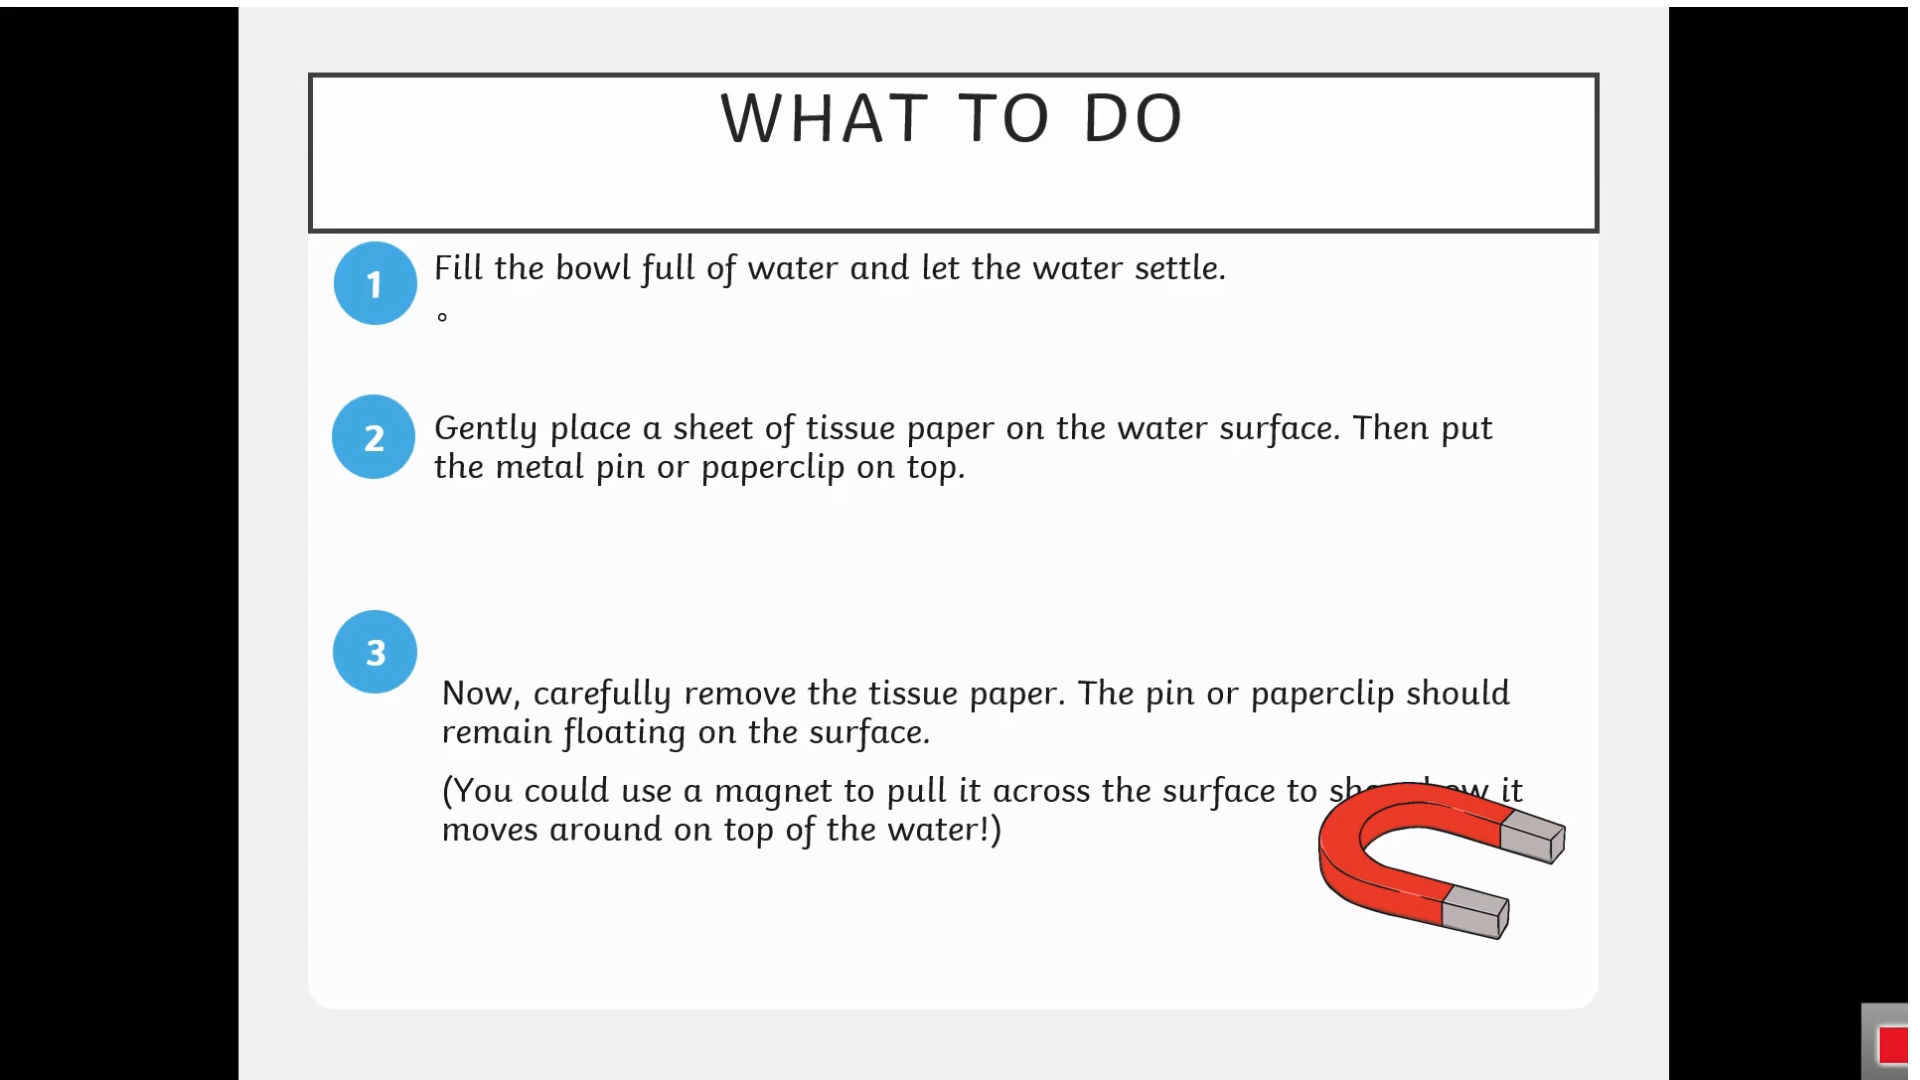 WHAT TO DO
1
Fill the bowl full of water and let the water settle.
2
Gently place a sheet of tissue paper on the water surface. Then put
the metal pin or paperclip on top.
3
Now, carefully remove the tissue paper. The pin or paperclip should
remain floating on the surface.
(You could use a magnet to pull it across the surface to show how it
moves around on top of the water!)